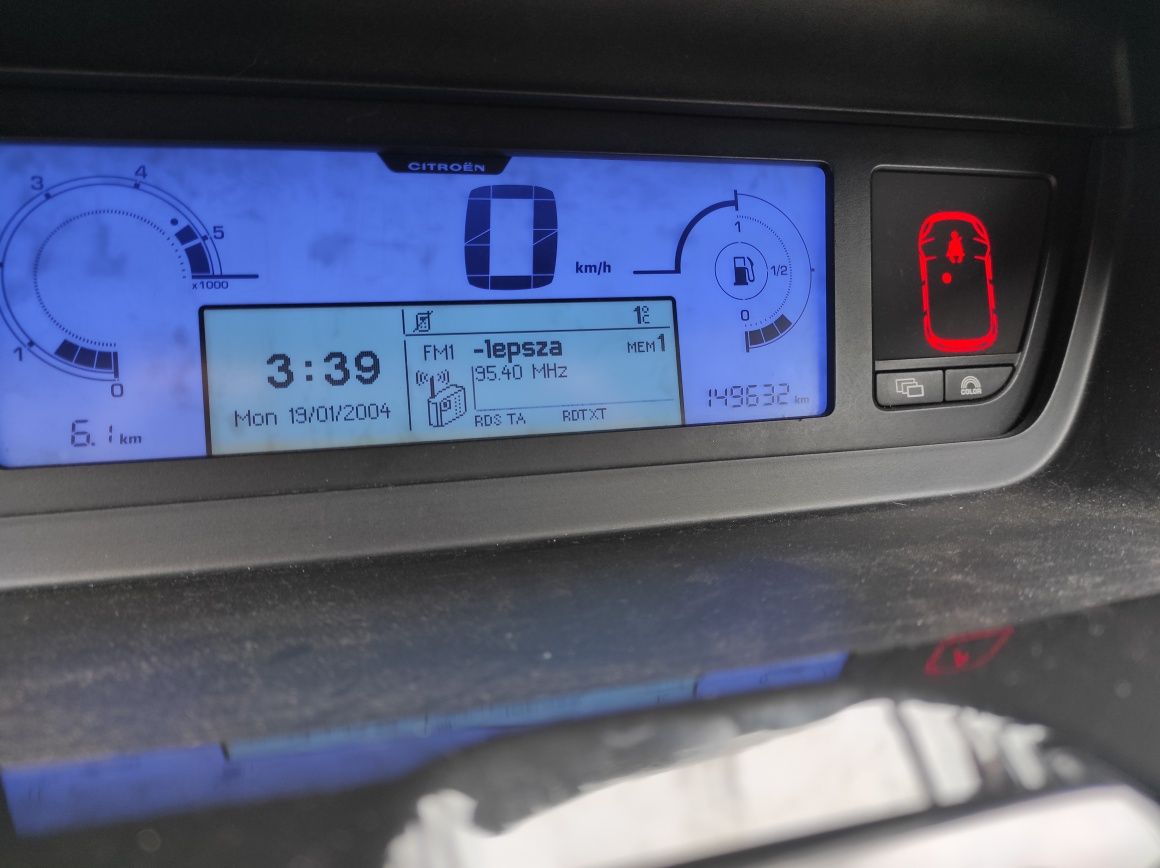 CITROËN
3 4
5
x1000
1
0
6.1 km
0 km/h
1
1/2
0
149632 km
3:39
Mon 19/01/2004
1°C
FM1 -lepsza MEM1
95.40 MHz
RDS TA RDTXT
COLOR